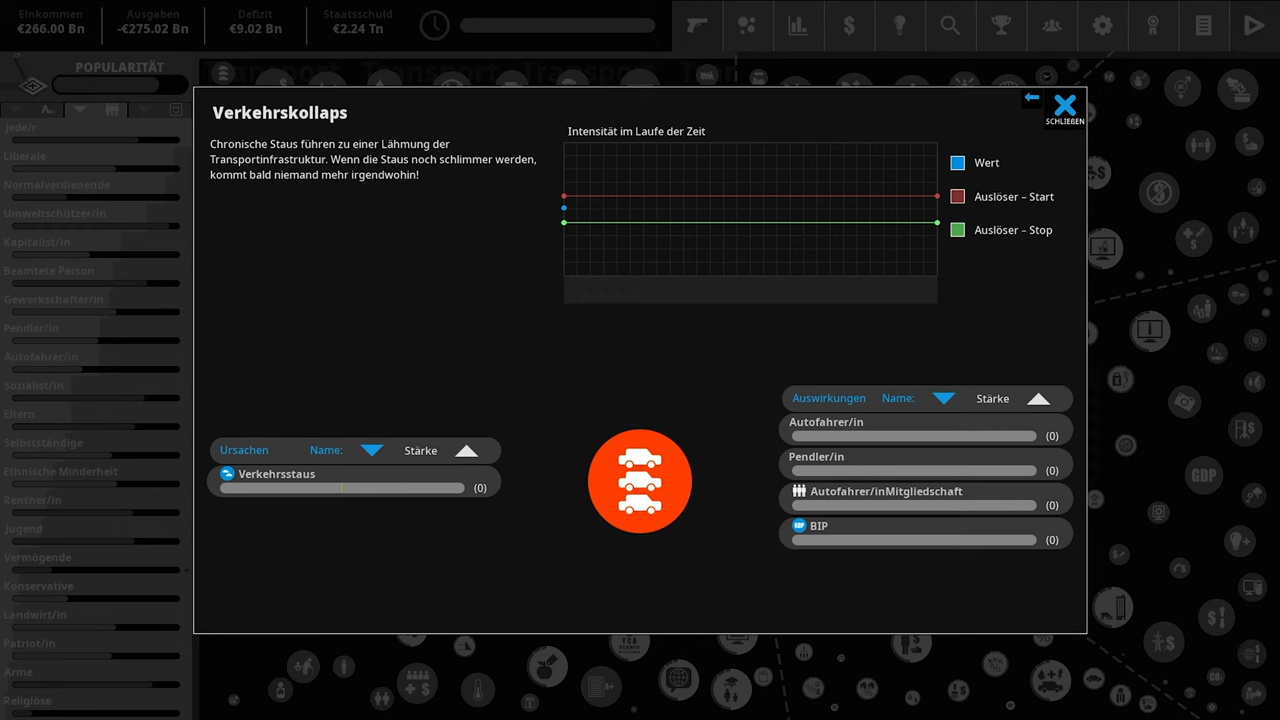 Einkommen
€266.00 Bn
Ausgaben
-€275.02 Bn
Defizit
€9.02 Bn
Staatsschuld
€2.24 Tn
POPULARITÄT
Jede/r
Liberale
Normalverdienende
Umweltschützer/in
Kapitalist/in
Beamtete Person
Gewerkschafter/in
Pendler/in
Autofahrer/in
Sozialist/in
Eltern
Selbstständige
Ethnische Minderheit
Rentner/in
Jugend
Vermögende
Konservative
Landwirt/in
Patriot/in
Arme
Religiöse
Verkehrskollaps
SCHLIEßEN
Chronische Staus führen zu einer Lähmung der
Transportinfrastruktur. Wenn die Staus noch schlimmer werden,
kommt bald niemand mehr irgendwohin!
Intensität im Laufe der Zeit
Wert
Auslöser – Start
Auslöser – Stop
Ursachen Name: Stärke
Verkehrsstaus
(0)
Auswirkungen Name: Stärke
Autofahrer/in
(0)
Pendler/in
(0)
Autofahrer/inMitgliedschaft
(0)
GDP BIP
(0)
GDP